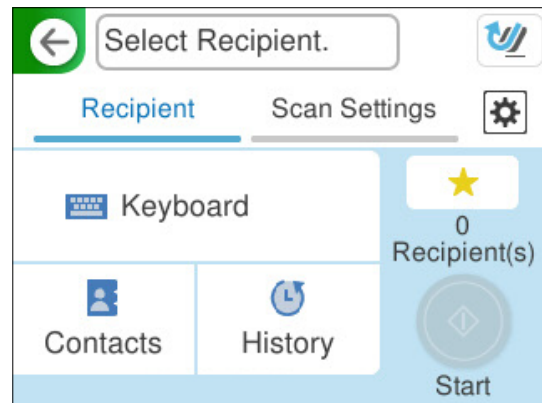 Select Recipient.
Recipient
Scan Settings
Keyboard
0
Recipient(s)
Contacts
History
Start